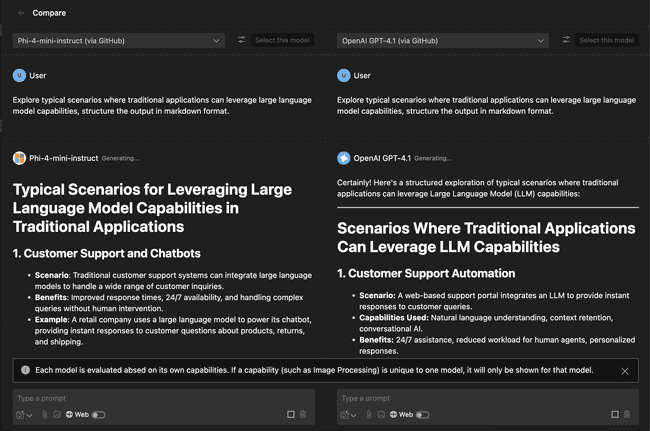 Compare
Phi-4-mini-instruct (via GitHub)
Select this model
U User
Explore typical scenarios where traditional applications can leverage large language
model capabilities, structure the output in markdown format.
Phi-4-mini-instruct Generating...
Typical Scenarios for Leveraging Large
Language Model Capabilities in
Traditional Applications
1. Customer Support and Chatbots
• Scenario: Traditional customer support systems can integrate large language
models to handle a wide range of customer inquiries.
• Benefits: Improved response times, 24/7 availability, and handling complex
queries without human intervention.
• Example: A retail company uses a large language model to power its chatbot,
providing instant responses to customer questions about products, returns,
and shipping.
OpenAI GPT-4.1 (via GitHub)
Select this model
U User
Explore typical scenarios where traditional applications can leverage large language
model capabilities, structure the output in markdown format.
OpenAI GPT-4.1 Generating...
Certainly! Here's a structured exploration of typical scenarios where traditional
applications can leverage Large Language Model (LLM) capabilities:
Scenarios Where Traditional Applications
Can Leverage LLM Capabilities
1. Customer Support Automation
• Scenario: A web-based support portal integrates an LLM to provide instant
responses to customer queries.
• Capabilities Used: Natural language understanding, context retention,
conversational AI.
• Benefits: 24/7 assistance, reduced workload for human agents, personalized
responses.
Each model is evaluated absed on its own capabilities. If a capability (such as Image Processing) is unique to one model, it will only be shown for that model.
Type a prompt
Web
Type a prompt
Web